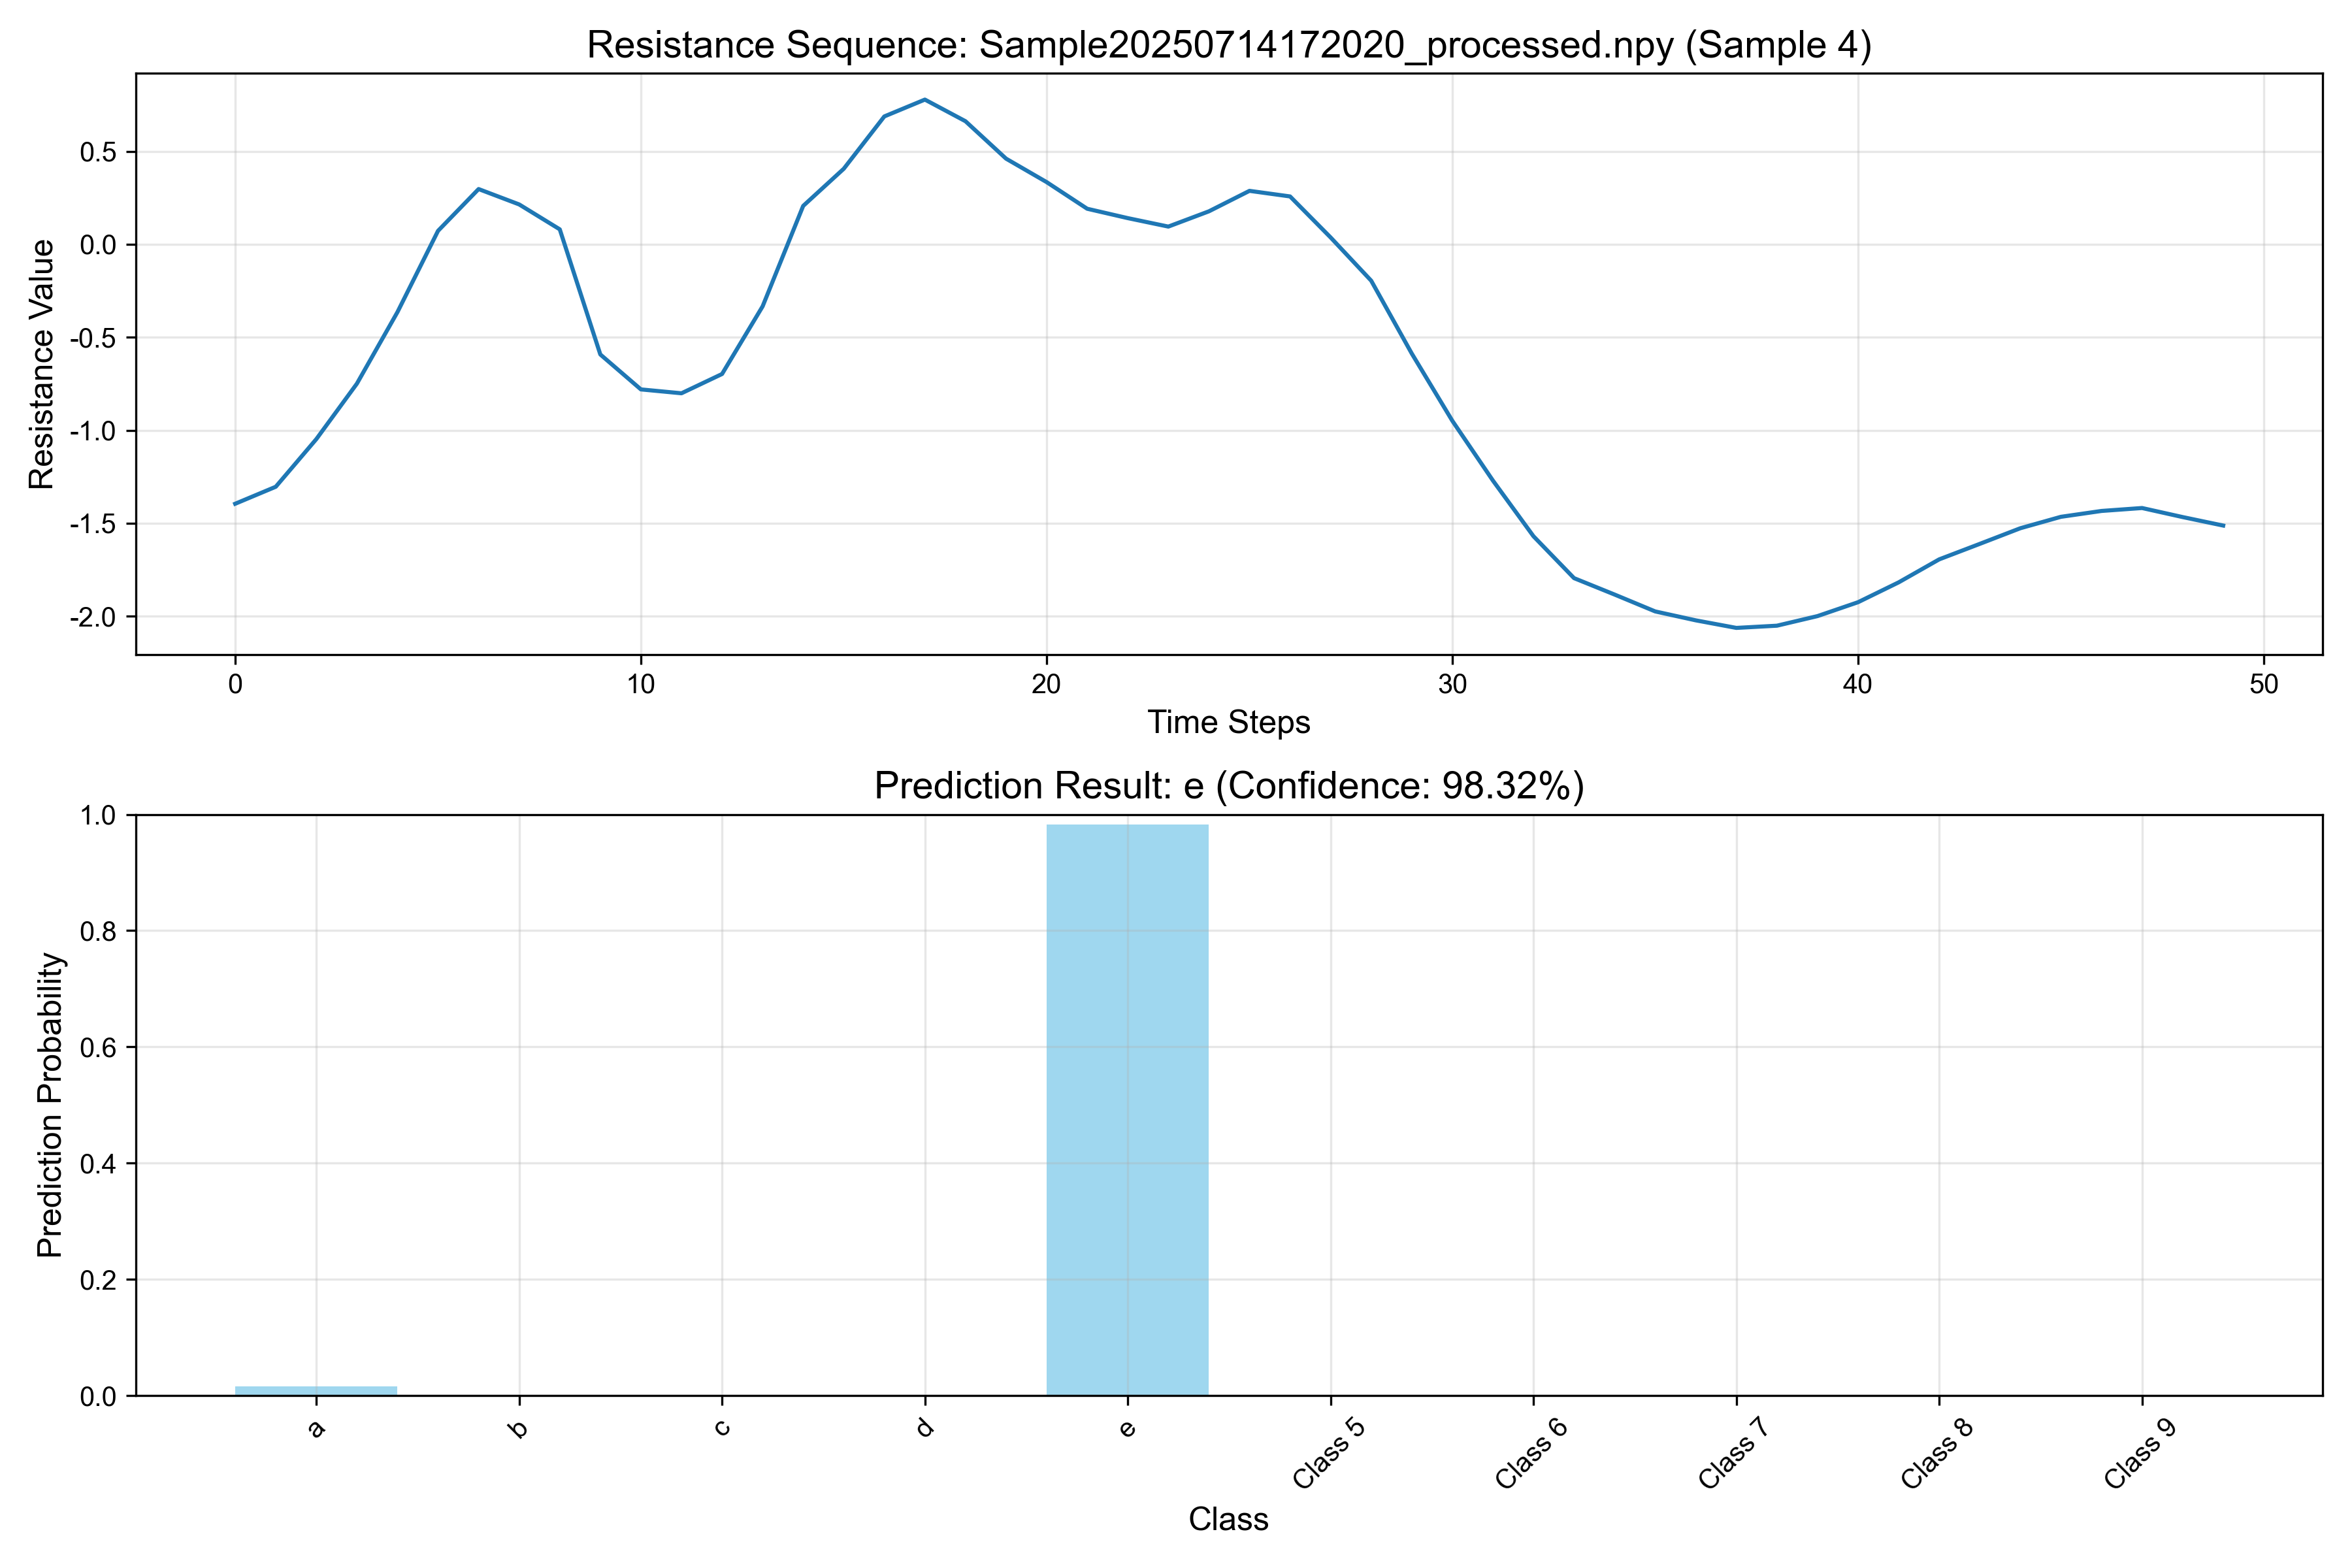 Resistance Sequence: Sample20250714172020_processed.npy (Sample 4)
Resistance Value
0.5
0.0
-0.5
-1.0
-1.5
-2.0
0 10 20 30 40 50
Time Steps
Prediction Result: e (Confidence: 98.32%)
Prediction Probability
1.0
0.8
0.6
0.4
0.2
0.0
a b c d e Class 5 Class 6 Class 7 Class 8 Class 9
Class